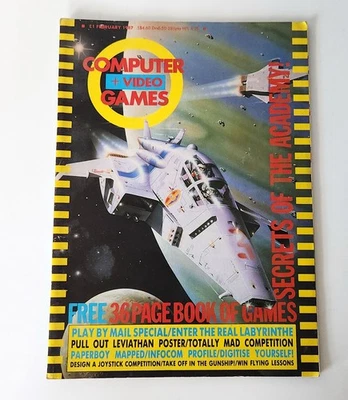 FEBRUARY 1987
COMPUTER
+ VIDEO
GAMES
SECRETS OF THE ACADEMY!
FREE 36 PAGE BOOK OF GAMES
PLAY BY MAIL SPECIAL/ENTER THE REAL LABYRINTHE
PULL OUT LEVIATHAN POSTER/TOTALLY MAD COMPETITION
PAPERBOY MAPPED/INFOCOM PROFILE/DIGITISE YOURSELF!
DESIGN A JOYSTICK COMPETITION/TAKE OFF IN THE GUNSHIP!/WIN FLYING LESSONS